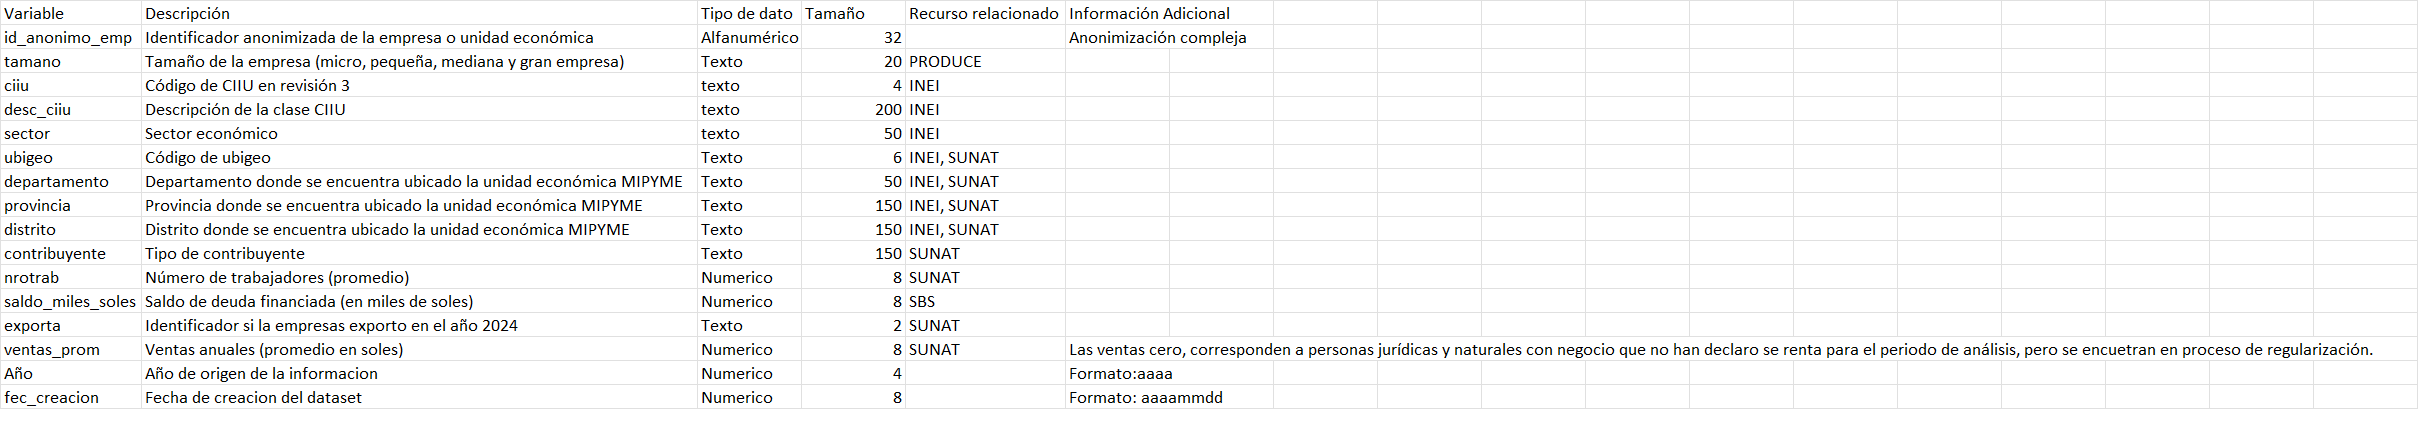 Variable Descripción Tipo de dato Tamaño Recurso relacionado Información Adicional
id_anonimo_emp Identificador anonimizada de la empresa o unidad económica Alfanumérico 32 Anonimización compleja
tamano Tamaño de la empresa (micro, pequeña, mediana y gran empresa) Texto 20 PRODUCE
ciiu Código de CIIU en revisión 3 texto 4 INEI
desc_ciiu Descripción de la clase CIIU texto 200 INEI
sector Sector económico texto 50 INEI
ubigeo Código de ubigeo Texto 6 INEI, SUNAT
departamento Departamento donde se encuentra ubicado la unidad económica MIPYME Texto 50 INEI, SUNAT
provincia Provincia donde se encuentra ubicado la unidad económica MIPYME Texto 150 INEI, SUNAT
distrito Distrito donde se encuentra ubicado la unidad económica MIPYME Texto 150 INEI, SUNAT
contribuyente Tipo de contribuyente Texto 150 SUNAT
nrotrab Número de trabajadores (promedio) Numerico 8 SUNAT
saldo_miles_soles Saldo de deuda financiada (en miles de soles) Numerico 8 SBS
exporta Identificador si la empresas exporto en el año 2024 Texto 2 SUNAT
ventas_prom Ventas anuales (promedio en soles) Numerico 8 SUNAT Las ventas cero, corresponden a personas jurídicas y naturales con negocio que no han declaro se renta para el periodo de análisis, pero se encuetran en proceso de regularización.
Año Año de origen de la informacion Numerico 4 Formato:aaaa
fec_creacion Fecha de creacion del dataset Numerico 8 Formato: aaaammdd